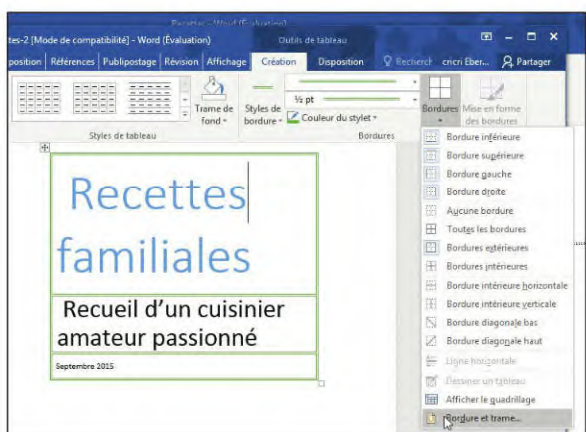 Recettes - Word (Évaluation)
tes-2 [Mode de compatibilité] - Word (Évaluation)
Outils de tableau
position Références Publipostage Révision Affichage Création Disposition Recherch cricri Eber... Partager
Trame de fond
Styles de bordure
½ pt
Couleur du stylet
Bordures
Mise en forme des bordures
Styles de tableau
Bordures
Recettes
familiales
Recueil d'un cuisinier
amateur passionné
Septembre 2015
Bordure inférieure
Bordure supérieure
Bordure gauche
Bordure droite
Aucune bordure
Toutes les bordures
Bordures extérieures
Bordures intérieures
Bordure intérieure horizontale
Bordure intérieure verticale
Bordure diagonale bas
Bordure diagonale haut
Ligne horizontale
Dessiner un tableau
Afficher le quadrillage
Bordure et trame...